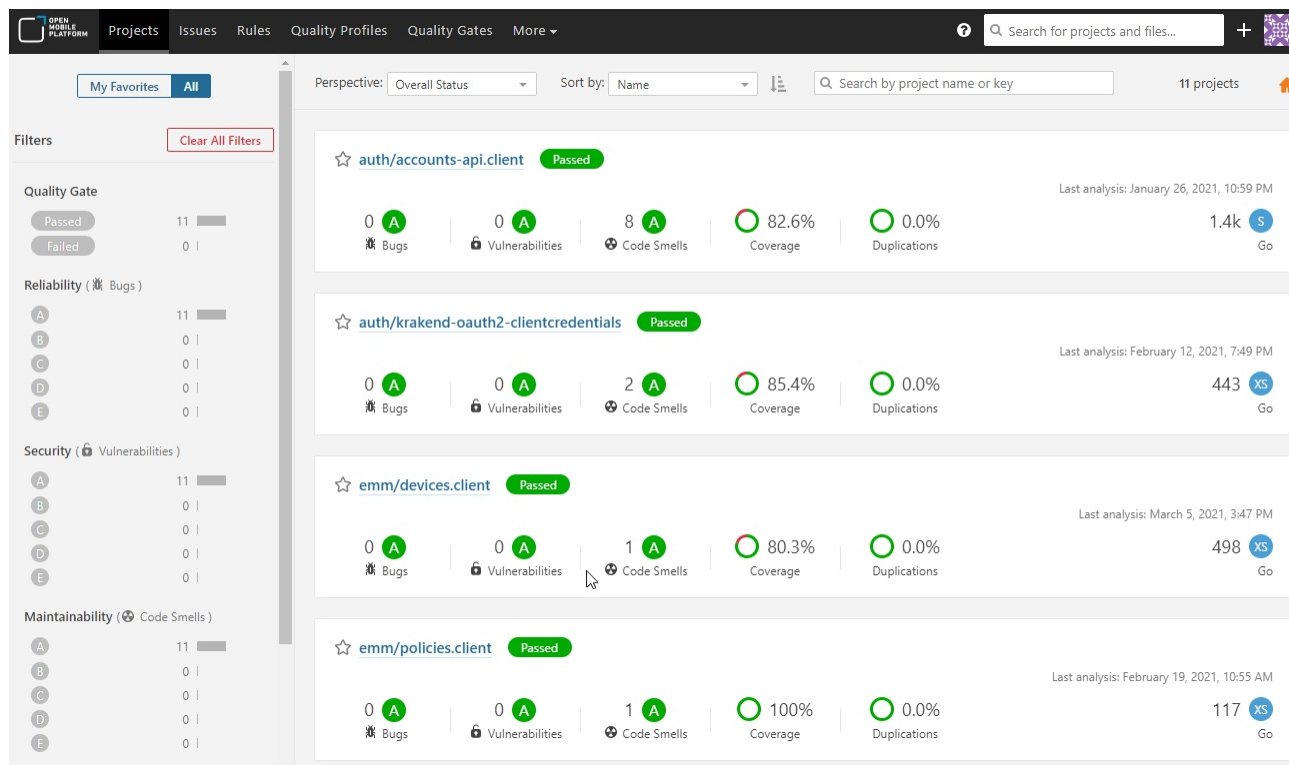 OPEN
MOBILE
PLATFORM
Projects Issues Rules Quality Profiles Quality Gates More
Search for projects and files...
My Favorites All
Filters Clear All Filters
Quality Gate
Passed 11
Failed 0
Reliability ( Bugs )
A 11
B 0
C 0
D 0
E 0
Security ( Vulnerabilities )
A 11
B 0
C 0
D 0
E 0
Maintainability ( Code Smells )
A 11
B 0
C 0
D 0
E 0
Perspective: Overall Status Sort by: Name Search by project name or key 11 projects
auth/accounts-api.client Passed
Last analysis: January 26, 2021, 10:59 PM
0 A 0 A 8 A 82.6% 0.0% 1.4k S
Bugs Vulnerabilities Code Smells Coverage Duplications Go
auth/krakend-oauth2-clientcredentials Passed
Last analysis: February 12, 2021, 7:49 PM
0 A 0 A 2 A 85.4% 0.0% 443 XS
Bugs Vulnerabilities Code Smells Coverage Duplications Go
emm/devices.client Passed
Last analysis: March 5, 2021, 3:47 PM
0 A 0 A 1 A 80.3% 0.0% 498 XS
Bugs Vulnerabilities Code Smells Coverage Duplications Go
emm/policies.client Passed
Last analysis: February 19, 2021, 10:55 AM
0 A 0 A 1 A 100% 0.0% 117 XS
Bugs Vulnerabilities Code Smells Coverage Duplications Go